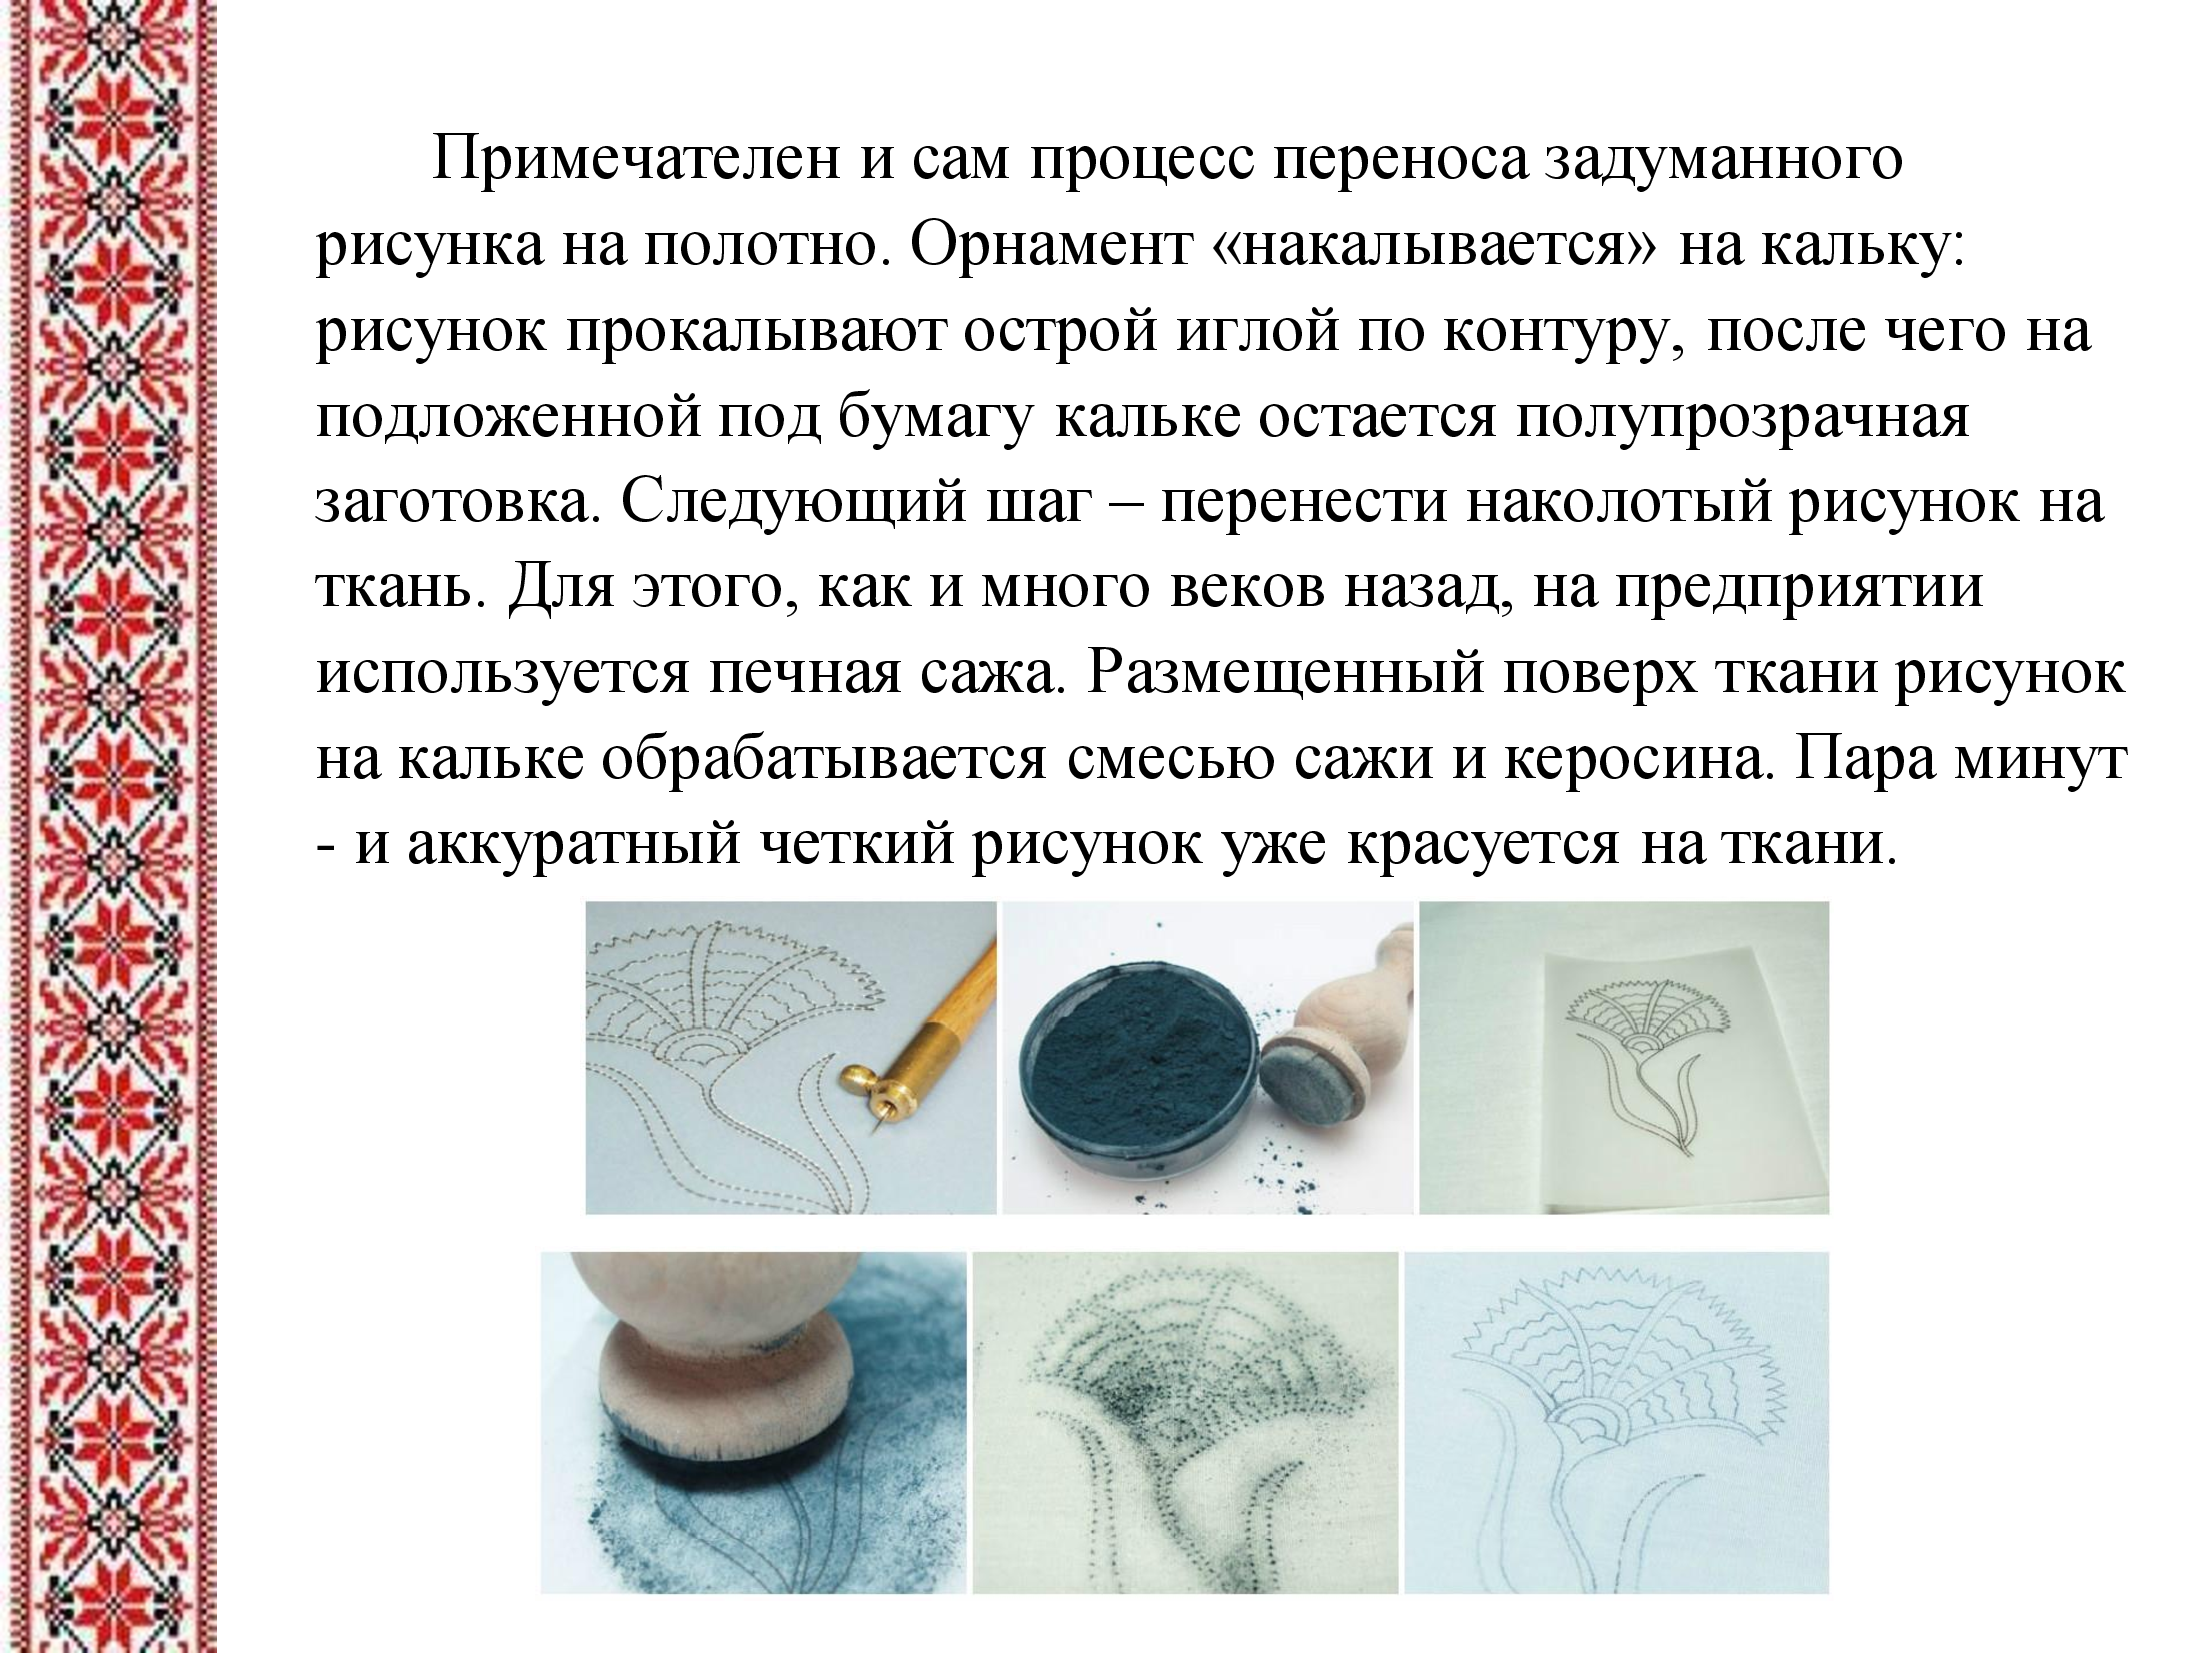 Примечателен и сам процесс переноса задуманного
рисунка на полотно. Орнамент «накалывается» на кальку:
рисунок прокалывают острой иглой по контуру, после чего на
подложенной под бумагу кальке остается полупрозрачная
заготовка. Следующий шаг – перенести наколотый рисунок на
ткань. Для этого, как и много веков назад, на предприятии
используется печная сажа. Размещенный поверх ткани рисунок
на кальке обрабатывается смесью сажи и керосина. Пара минут
- и аккуратный четкий рисунок уже красуется на ткани.